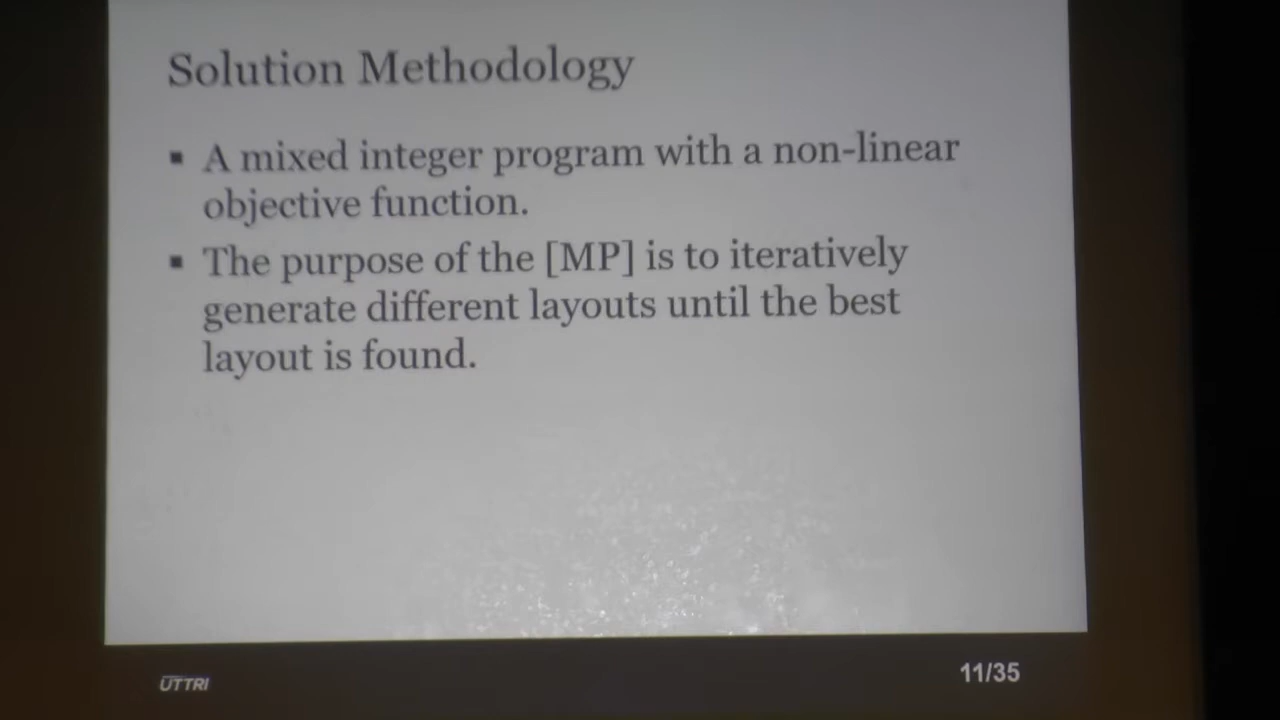 Solution Methodology
▪ A mixed integer program with a non-linear
objective function.
▪ The purpose of the [MP] is to iteratively
generate different layouts until the best
layout is found.
UTTRI
11/35